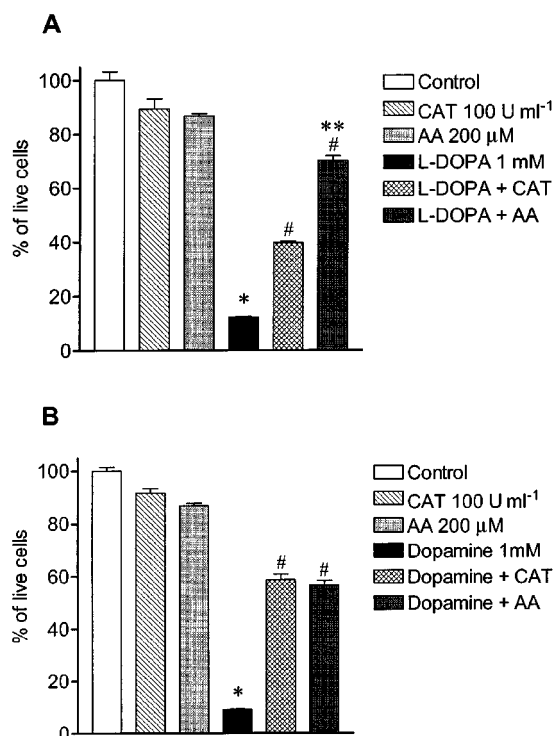 A
% of live cells
100
80
60
40
20
0
*
#
**
#
Control
CAT 100 U ml⁻¹
AA 200 μM
L-DOPA 1 mM
L-DOPA + CAT
L-DOPA + AA
B
% of live cells
100
80
60
40
20
0
*
#
#
Control
CAT 100 U ml⁻¹
AA 200 μM
Dopamine 1mM
Dopamine + CAT
Dopamine + AA